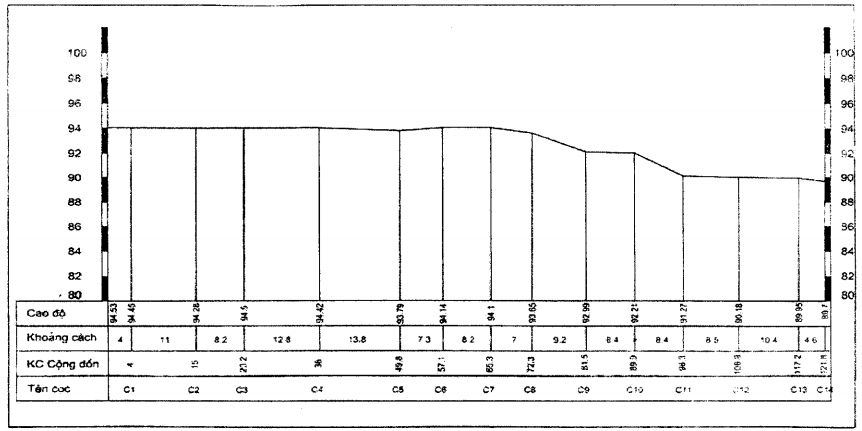 100 100
98 98
96 96
94 94
92 92
90 90
88 88
86 86
84 84
82 82
80 80
Cao độ 94.53 94.45 94.28 94.5 94.42 93.79 94.14 94.1 93.65 92.99 92.21 91.27 90.18 89.95 89.7
Khoảng cách 4 11 8.2 12.8 13.8 7.3 8.2 7 9.2 8.4 8.5 10.4 4.6
KC Cộng dồn 4 15 23.2 36 49.8 57.1 65.3 72.3 81.5 89.9 98.3 117.2 121.8
Tên cọc C1 C2 C3 C4 C5 C6 C7 C8 C9 C10 C11 C12 C13 C14